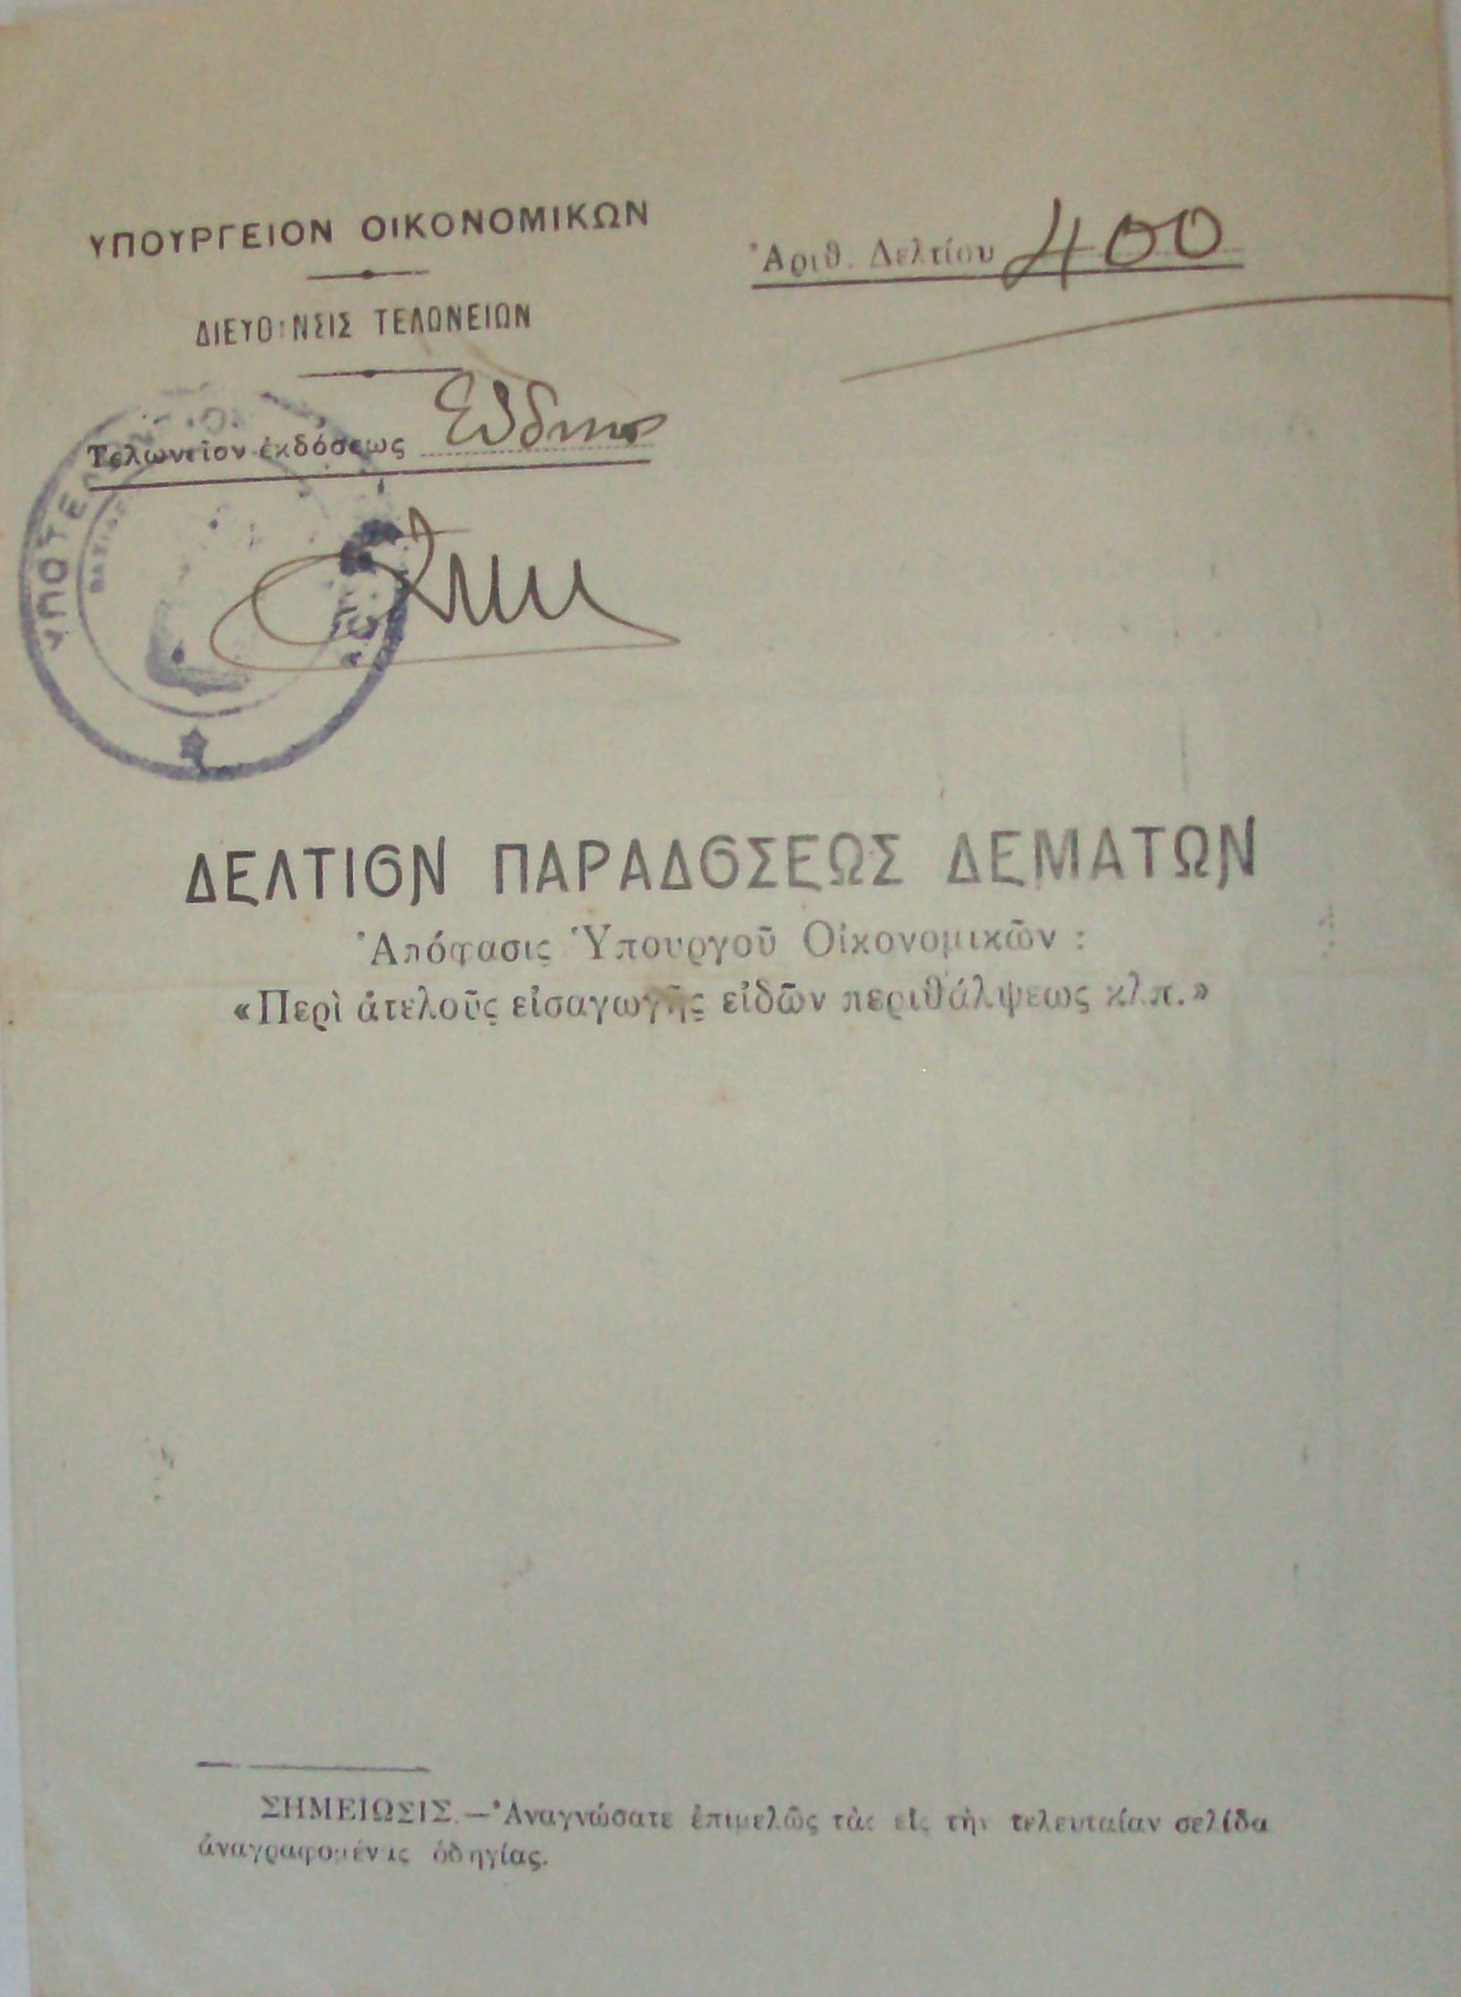 ΥΠΟΥΡΓΕΙΟΝ ΟΙΚΟΝΟΜΙΚΩΝ
Ἀριθ. Δελτίου 400
ΔΙΕΥΘΥΝΣΙΣ ΤΕΛΩΝΕΙΩΝ
Τελωνεῖον ἐκδόσεως
ΥΠΟΤΕΛ
ΔΕΛΤΙΟΝ ΠΑΡΑΔΟΣΕΩΣ ΔΕΜΑΤΩΝ
Ἀπόφασις Ὑπουργοῦ Οἰκονομικῶν :
«Περὶ ἀτελοῦς εἰσαγωγῆς εἰδῶν περιθάλψεως κλπ.»
ΣΗΜΕΙΩΣΙΣ.—Ἀναγνώσατε ἐπιμελῶς τὰς εἰς τὴν τελευταίαν σελίδα
ἀναγραφομένας ὁδηγίας.